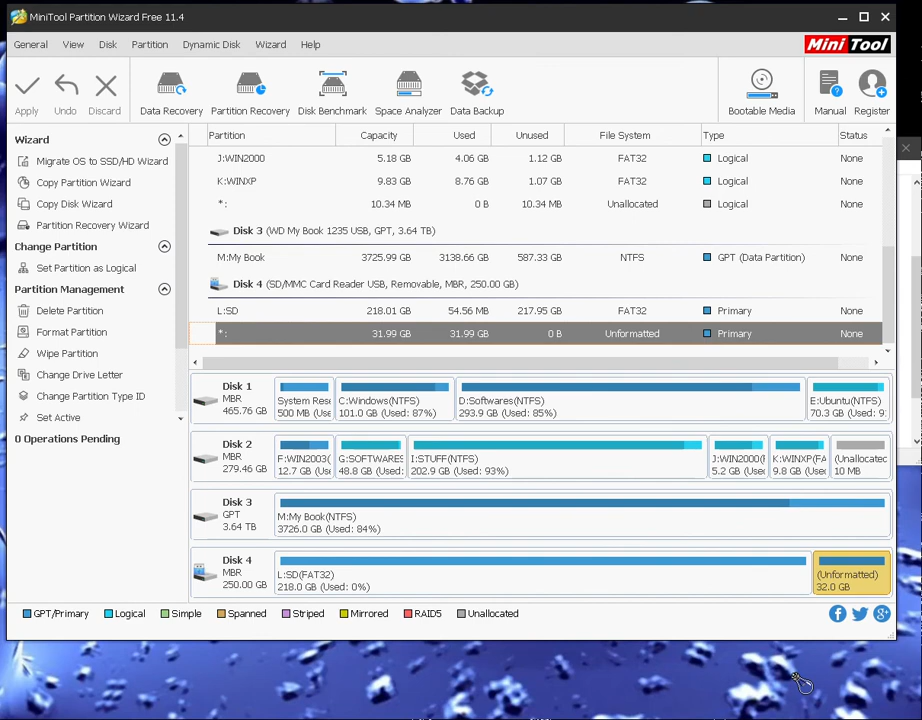 MiniTool Partition Wizard Free 11.4
General View Disk Partition Dynamic Disk Wizard Help
Mini Tool
Apply Undo Discard Data Recovery Partition Recovery Disk Benchmark Space Analyzer Data Backup Bootable Media Manual Register
Wizard
Migrate OS to SSD/HD Wizard
Copy Partition Wizard
Copy Disk Wizard
Partition Recovery Wizard
Change Partition
Set Partition as Logical
Partition Management
Delete Partition
Format Partition
Wipe Partition
Change Drive Letter
Change Partition Type ID
Set Active
0 Operations Pending
Partition Capacity Used Unused File System Type Status
J:WIN2000 5.18 GB 4.06 GB 1.12 GB FAT32 Logical None
K:WINXP 9.83 GB 8.76 GB 1.07 GB FAT32 Logical None
*: 10.34 MB 0 B 10.34 MB Unallocated Logical None
Disk 3 (WD My Book 1235 USB, GPT, 3.64 TB)
M:My Book 3725.99 GB 3138.66 GB 587.33 GB NTFS GPT (Data Partition) None
Disk 4 (SD/MMC Card Reader USB, Removable, MBR, 250.00 GB)
L:SD 218.01 GB 54.56 MB 217.95 GB FAT32 Primary None
*: 31.99 GB 31.99 GB 0 B Unformatted Primary None
Disk 1
MBR
465.76 GB
System Res
500 MB (Use
C:Windows(NTFS)
101.0 GB (Used: 87%)
D:Softwares(NTFS)
293.9 GB (Used: 85%)
E:Ubuntu(NTFS)
70.3 GB (Used: 9
Disk 2
MBR
279.46 GB
F:WIN2003(
12.7 GB (Use
G:SOFTWARES
48.8 GB (Used:
I:STUFF(NTFS)
202.9 GB (Used: 93%)
J:WIN2000(
5.2 GB (Use
K:WINXP(FA
9.8 GB (Use
(Unallocated
10 MB
Disk 3
GPT
3.64 TB
M:My Book(NTFS)
3726.0 GB (Used: 84%)
Disk 4
MBR
250.00 GB
L:SD(FAT32)
218.0 GB (Used: 0%)
(Unformatted)
32.0 GB
GPT/Primary Logical Simple Spanned Striped Mirrored RAID5 Unallocated